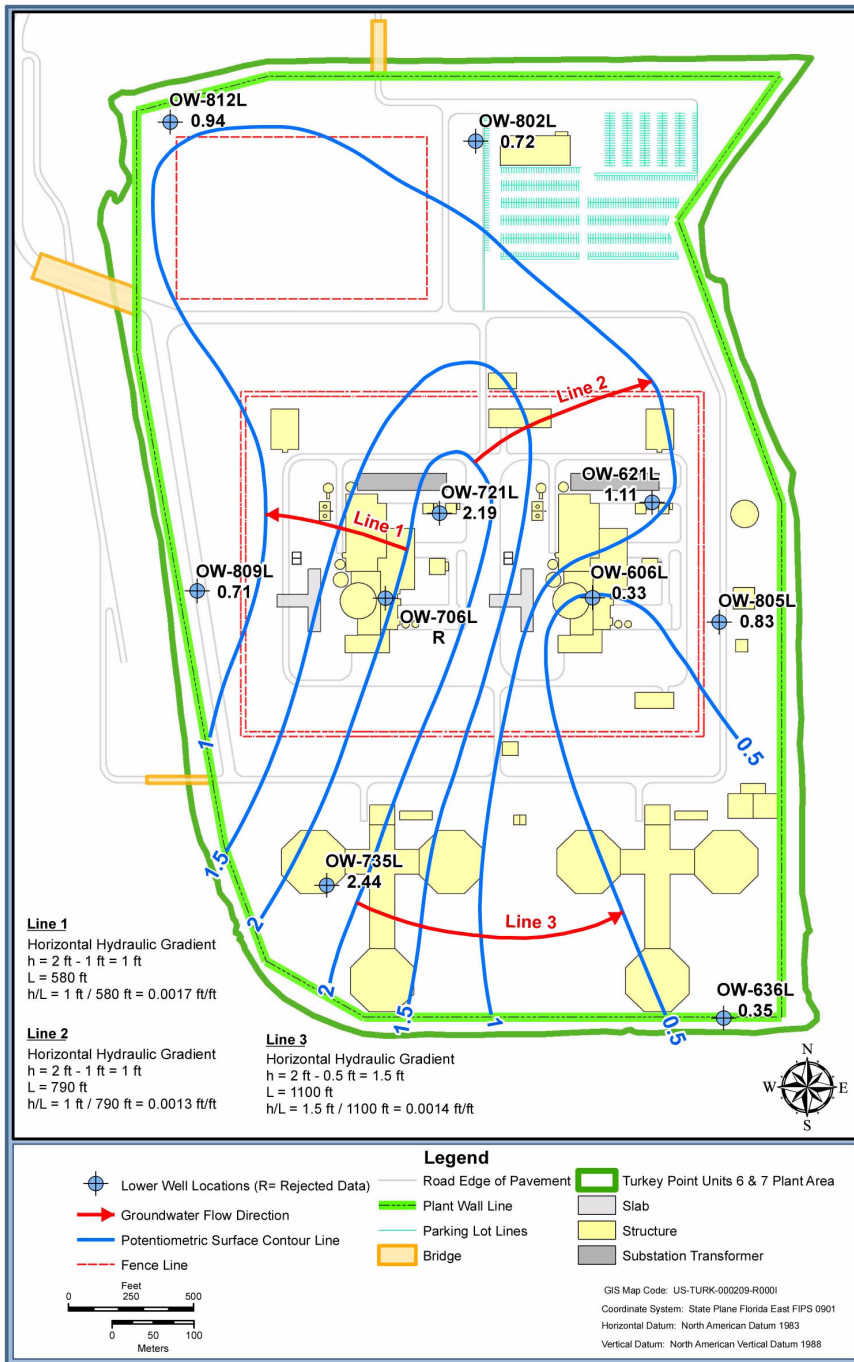 OW-812L
0.94
OW-802L
0.72
Line 2
OW-721L
2.19
OW-621L
1.11
Line 1
OW-809L
0.71
OW-706L
R
OW-606L
0.33
OW-805L
0.83
1
0.5
1.5
2
OW-735L
2.44
Line 3
2
1.5
1
0.5
OW-636L
0.35
Line 1
Horizontal Hydraulic Gradient
h = 2 ft - 1 ft = 1 ft
L = 580 ft
h/L = 1 ft / 580 ft = 0.0017 ft/ft
Line 2
Horizontal Hydraulic Gradient
h = 2 ft - 1 ft = 1 ft
L = 790 ft
h/L = 1 ft / 790 ft = 0.0013 ft/ft
Line 3
Horizontal Hydraulic Gradient
h = 2 ft - 0.5 ft = 1.5 ft
L = 1100 ft
h/L = 1.5 ft / 1100 ft = 0.0014 ft/ft
N
W E
S
Legend
Lower Well Locations (R= Rejected Data)
Groundwater Flow Direction
Potentiometric Surface Contour Line
Fence Line
Road Edge of Pavement
Plant Wall Line
Parking Lot Lines
Bridge
Turkey Point Units 6 & 7 Plant Area
Slab
Structure
Substation Transformer
Feet
0 250 500
0 50 100
Meters
GIS Map Code: US-TURK-000209-R000I
Coordinate System: State Plane Florida East FIPS 0901
Horizontal Datum: North American Datum 1983
Vertical Datum: North American Vertical Datum 1988